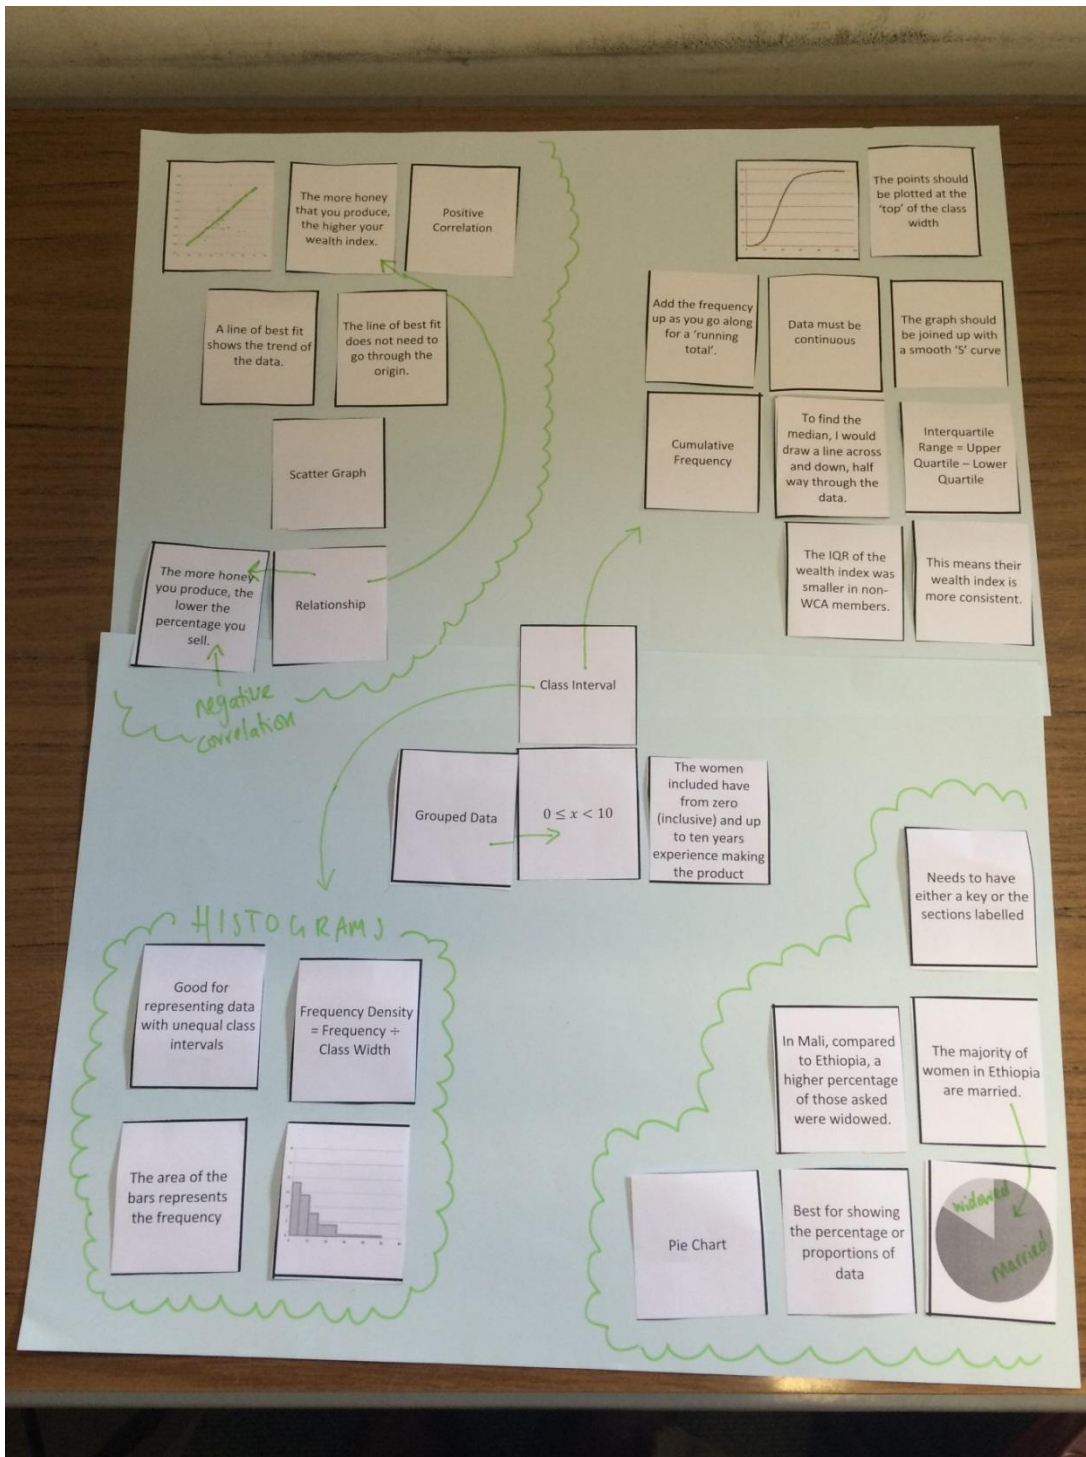 The more honey
that you produce,
the higher your
wealth index.
Positive
Correlation
A line of best fit
shows the trend of
the data.
The line of best fit
does not need to
go through the
origin.
Scatter Graph
The more honey
you produce, the
lower the
percentage you
sell.
Relationship
negative
correlation
The points should
be plotted at the
'top' of the class
width
Add the frequency
up as you go along
for a 'running
total'.
Data must be
continuous
The graph should
be joined up with
a smooth 'S' curve
Cumulative
Frequency
To find the
median, I would
draw a line across
and down, half
way through the
data.
Interquartile
Range = Upper
Quartile – Lower
Quartile
The IQR of the
wealth index was
smaller in non-
WCA members.
This means their
wealth index is
more consistent.
Class Interval
Grouped Data
0 ≤ x < 10
The women
included have
from zero
(inclusive) and up
to ten years
experience making
the product
HISTOGRAMS
Good for
representing data
with unequal class
intervals
Frequency Density
= Frequency ÷
Class Width
The area of the
bars represents
the frequency
Needs to have
either a key or the
sections labelled
In Mali, compared
to Ethiopia, a
higher percentage
of those asked
were widowed.
The majority of
women in Ethiopia
are married.
Pie Chart
Best for showing
the percentage or
proportions of
data
widowed
married